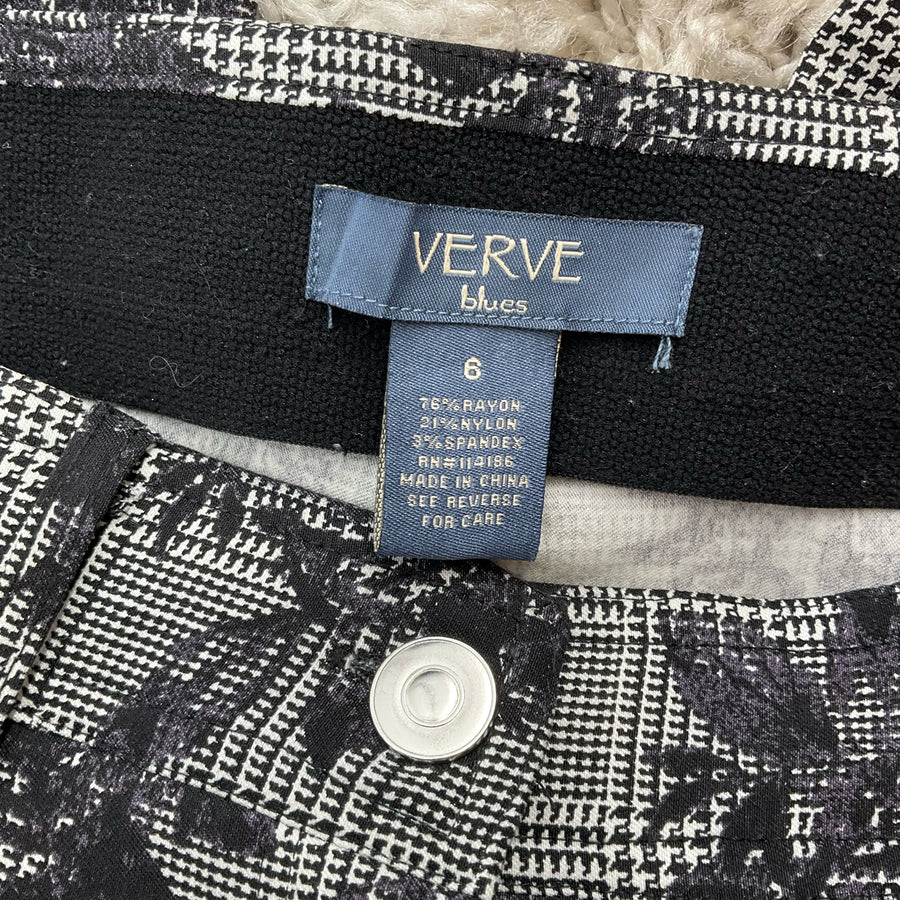 VERVE
blues
6
76% RAYON
21% NYLON
3% SPANDEX
RN#114186
MADE IN CHINA
SEE REVERSE
FOR CARE